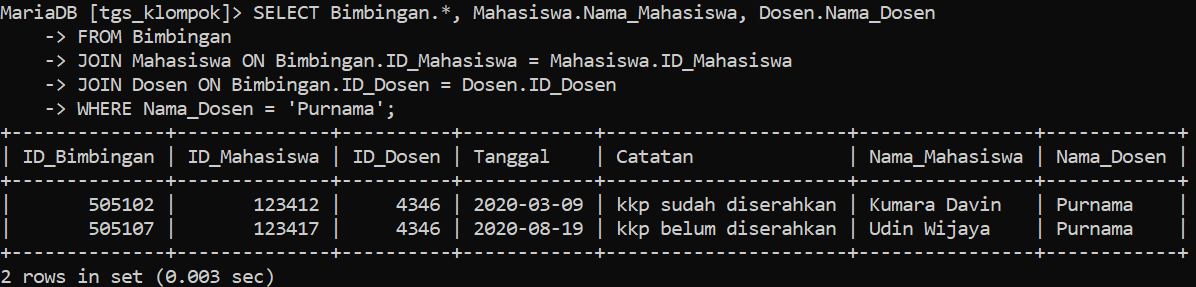 MariaDB [tgs_klompok]> SELECT Bimbingan.*, Mahasiswa.Nama_Mahasiswa, Dosen.Nama_Dosen
    -> FROM Bimbingan
    -> JOIN Mahasiswa ON Bimbingan.ID_Mahasiswa = Mahasiswa.ID_Mahasiswa
    -> JOIN Dosen ON Bimbingan.ID_Dosen = Dosen.ID_Dosen
    -> WHERE Nama_Dosen = 'Purnama';
+--------------+--------------+----------+------------+----------------------+----------------+------------+
| ID_Bimbingan | ID_Mahasiswa | ID_Dosen | Tanggal    | Catatan              | Nama_Mahasiswa | Nama_Dosen |
+--------------+--------------+----------+------------+----------------------+----------------+------------+
|       505102 |       123412 |     4346 | 2020-03-09 | kkp sudah diserahkan | Kumara Davin   | Purnama    |
|       505107 |       123417 |     4346 | 2020-08-19 | kkp belum diserahkan | Udin Wijaya    | Purnama    |
+--------------+--------------+----------+------------+----------------------+----------------+------------+
2 rows in set (0.003 sec)